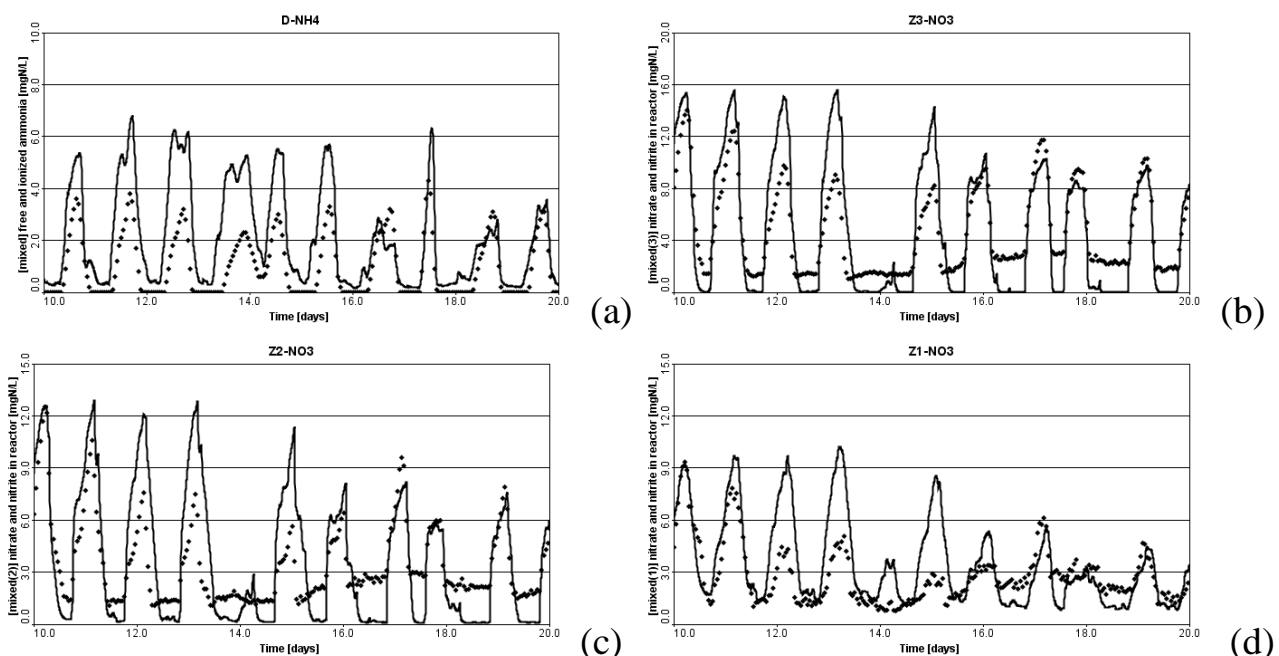 D-NH4
[mixed] free and ionized ammonia [mgN/L]
10.0
8.0
6.0
4.0
2.0
0.0
10.0 12.0 14.0 16.0 18.0 20.0
Time [days]
(a)
Z3-NO3
[mixed(3)] nitrate and nitrite in reactor [mgN/L]
20.0
16.0
12.0
8.0
4.0
0.0
10.0 12.0 14.0 16.0 18.0 20.0
Time [days]
(b)
Z2-NO3
[mixed(2)] nitrate and nitrite in reactor [mgN/L]
15.0
12.0
9.0
6.0
3.0
0.0
10.0 12.0 14.0 16.0 18.0 20.0
Time [days]
(c)
Z1-NO3
[mixed(1)] nitrate and nitrite in reactor [mgN/L]
15.0
12.0
9.0
6.0
3.0
0.0
10.0 12.0 14.0 16.0 18.0 20.0
Time [days]
(d)